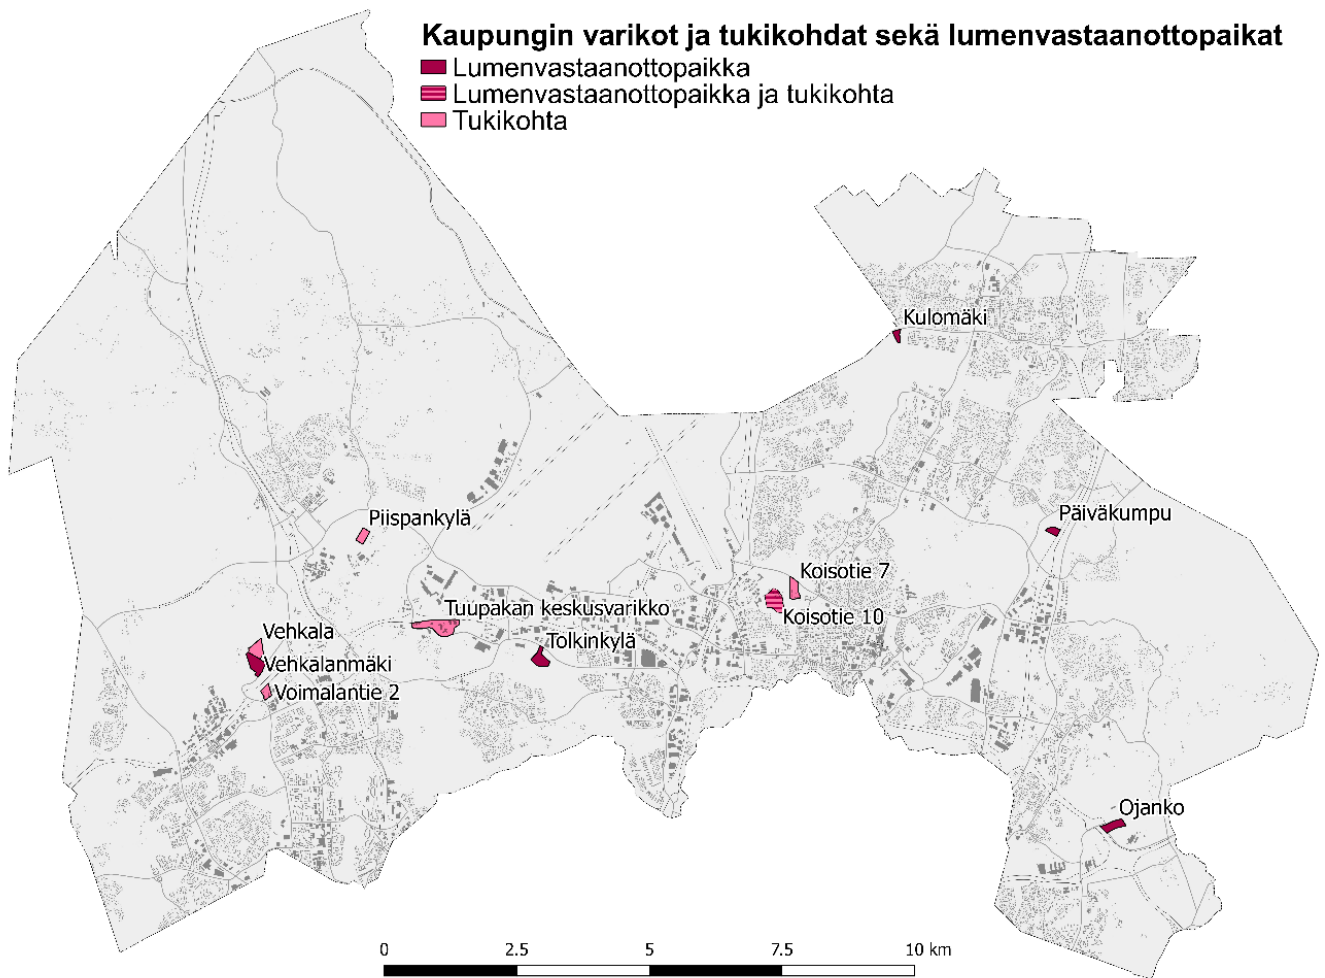 Kaupungin varikot ja tukikohdat sekä lumenvastaanottopaikat
Lumenvastaanottopaikka
Lumenvastaanottopaikka ja tukikohta
Tukikohta
Kulomäki
Piispankylä
Päiväkumpu
Koisotie 7
Tuupakan keskusvarikko
Koisotie 10
Vehkala
Tolkinkylä
Vehkalanmäki
Voimalantie 2
Ojanko
0 2.5 5 7.5 10 km